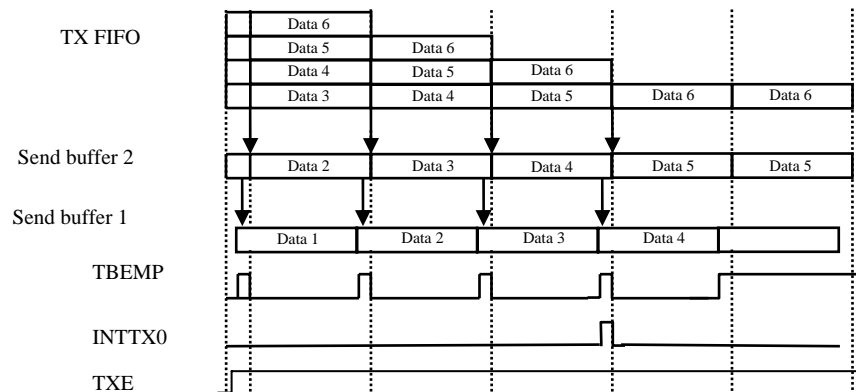 TX FIFO
Data 6
Data 5 Data 6
Data 4 Data 5 Data 6
Data 3 Data 4 Data 5 Data 6 Data 6
Send buffer 2 Data 2 Data 3 Data 4 Data 5 Data 5
Send buffer 1 Data 1 Data 2 Data 3 Data 4
TBEMP
INTTX0
TXE